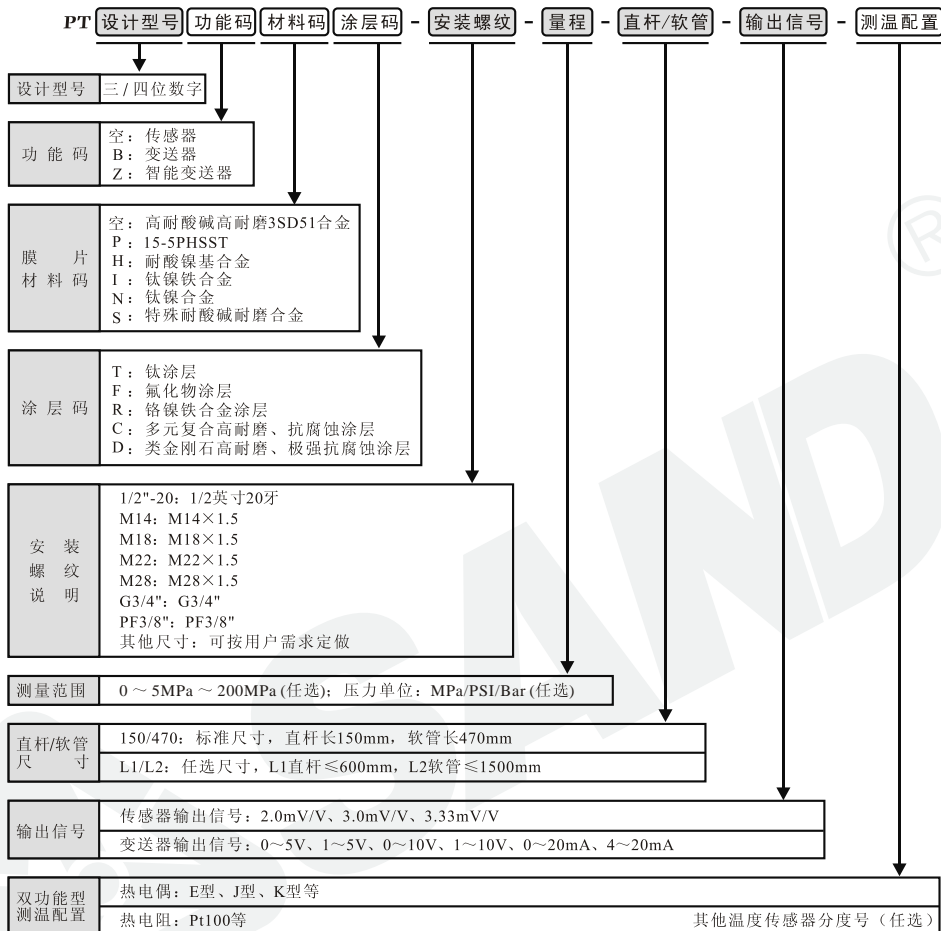 PT 设计型号 功能码 材料码 涂层码 - 安装螺纹 - 量程 - 直杆/软管 - 输出信号 - 测温配置
设计型号 三/四位数字
功能码
空：传感器
B：变送器
Z：智能变送器
膜片
材料码
空：高耐酸碱高耐磨3SD51合金
P：15-5PHSST
H：耐酸镍基合金
I：钛镍铁合金
N：钛镍合金
S：特殊耐酸碱耐磨合金
涂层码
T：钛涂层
F：氟化物涂层
R：铬镍铁合金涂层
C：多元复合高耐磨、抗腐蚀涂层
D：类金刚石高耐磨、极强抗腐蚀涂层
安装
螺纹
说明
1/2"-20：1/2英寸20牙
M14：M14×1.5
M18：M18×1.5
M22：M22×1.5
M28：M28×1.5
G3/4"：G3/4"
PF3/8"：PF3/8"
其他尺寸：可按用户需求定做
测量范围 0～5MPa～200MPa(任选)；压力单位：MPa/PSI/Bar(任选)
直杆/软管
尺寸
150/470：标准尺寸，直杆长150mm，软管长470mm
L1/L2：任选尺寸，L1直杆≤600mm，L2软管≤1500mm
输出信号
传感器输出信号：2.0mV/V、3.0mV/V、3.33mV/V
变送器输出信号：0～5V、1～5V、0～10V、1～10V、0～20mA、4～20mA
双功能型
测温配置
热电偶：E型、J型、K型等
热电阻：Pt100等 其他温度传感器分度号（任选）
SAND
®